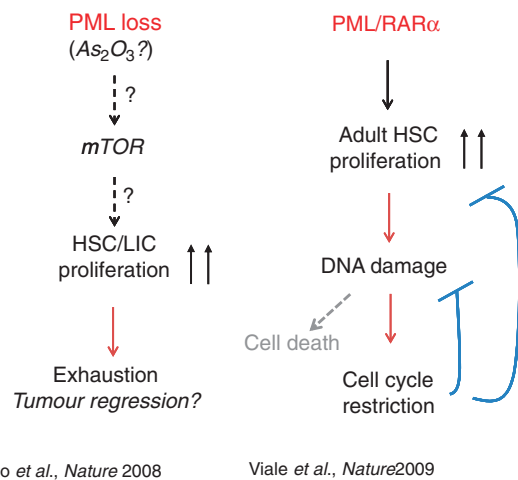 PML loss
(As₂O₃?)
?
mTOR
?
HSC/LIC
proliferation
Exhaustion
Tumour regression?
o et al., Nature 2008
PML/RARα
Adult HSC
proliferation
DNA damage
Cell death
Cell cycle
restriction
Viale et al., Nature2009